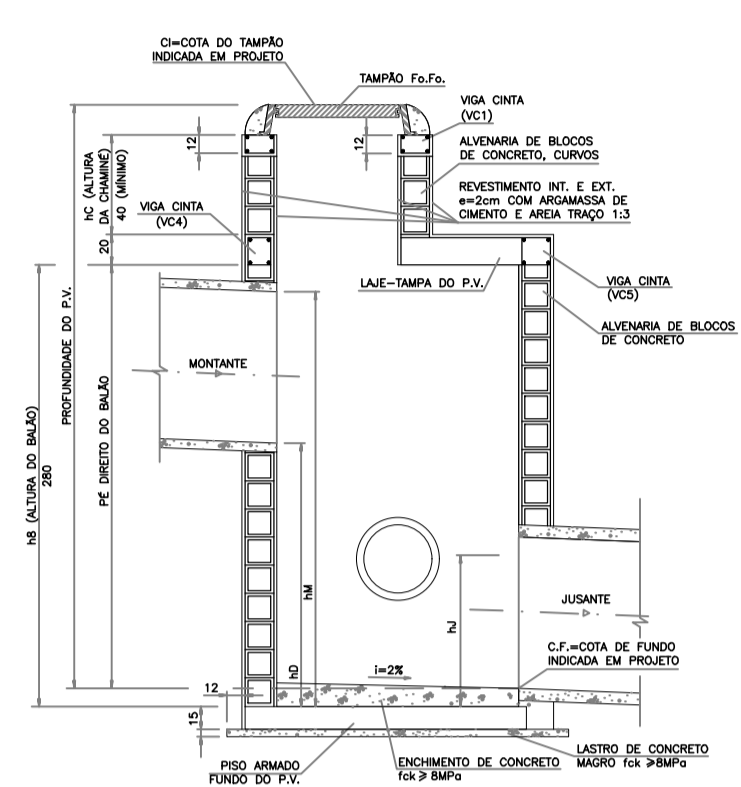 CI=COTA DO TAMPÃO
INDICADA EM PROJETO
TAMPÃO Fo.Fo.
VIGA CINTA
(VC1)
12
12
ALVENARIA DE BLOCOS
DE CONCRETO, CURVOS
hC (ALTURA
DA CHAMINÉ)
40 (MÍNIMO)
REVESTIMENTO INT. E EXT.
e=2cm COM ARGAMASSA DE
CIMENTO E AREIA TRAÇO 1:3
VIGA CINTA
(VC4)
20
LAJE-TAMPA DO P.V.
VIGA CINTA
(VC5)
ALVENARIA DE BLOCOS
DE CONCRETO
PROFUNDIDADE DO P.V.
MONTANTE
PÉ DIREITO DO BALÃO
hB (ALTURA DO BALÃO)
280
hM
hJ
JUSANTE
hD
i=2%
C.F.=COTA DE FUNDO
INDICADA EM PROJETO
12
15
PISO ARMADO
FUNDO DO P.V.
ENCHIMENTO DE CONCRETO
fck ≥ 8MPa
LASTRO DE CONCRETO
MAGRO fck ≥8MPa